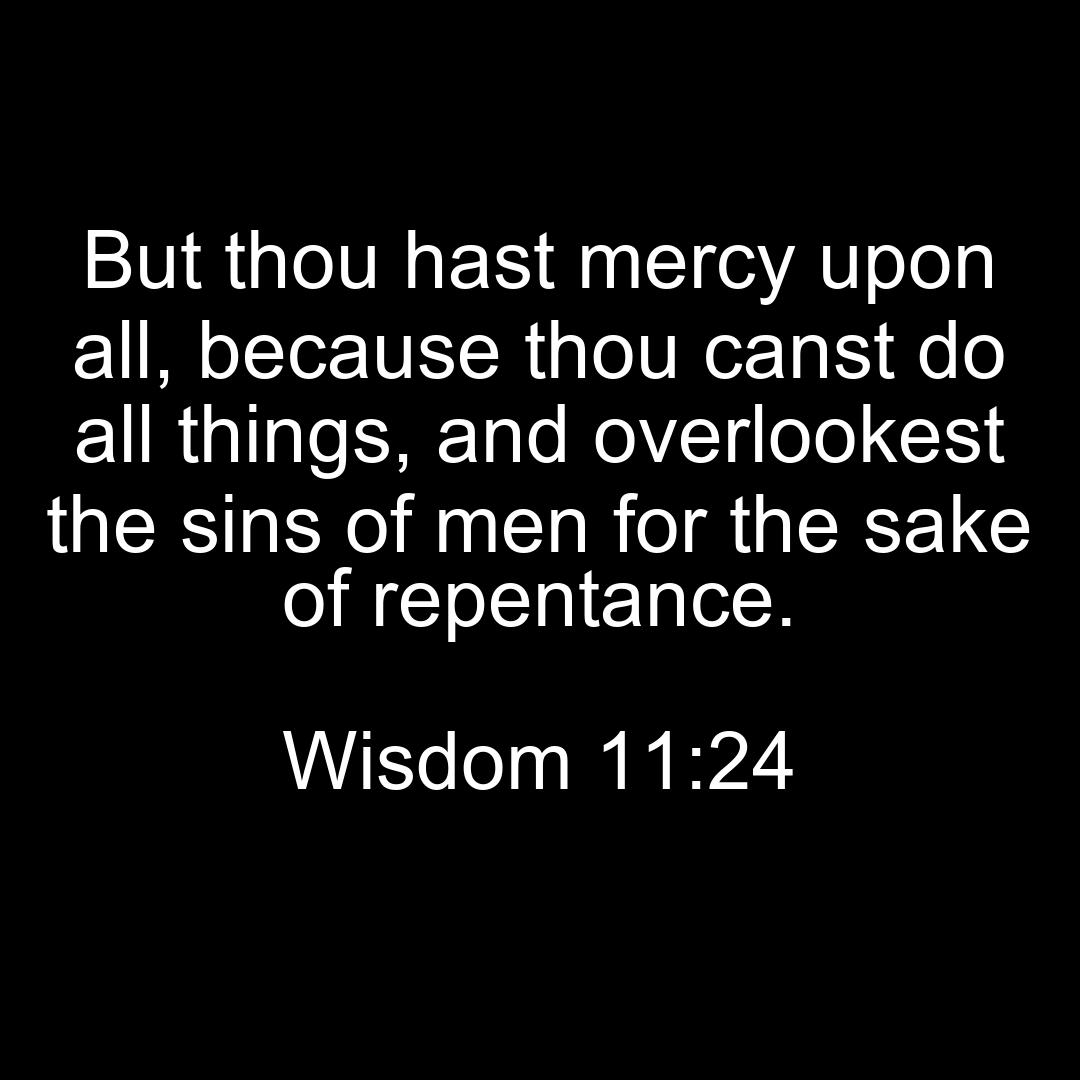 But thou hast mercy upon
all, because thou canst do
all things, and overlookest
the sins of men for the sake
of repentance.
Wisdom 11:24